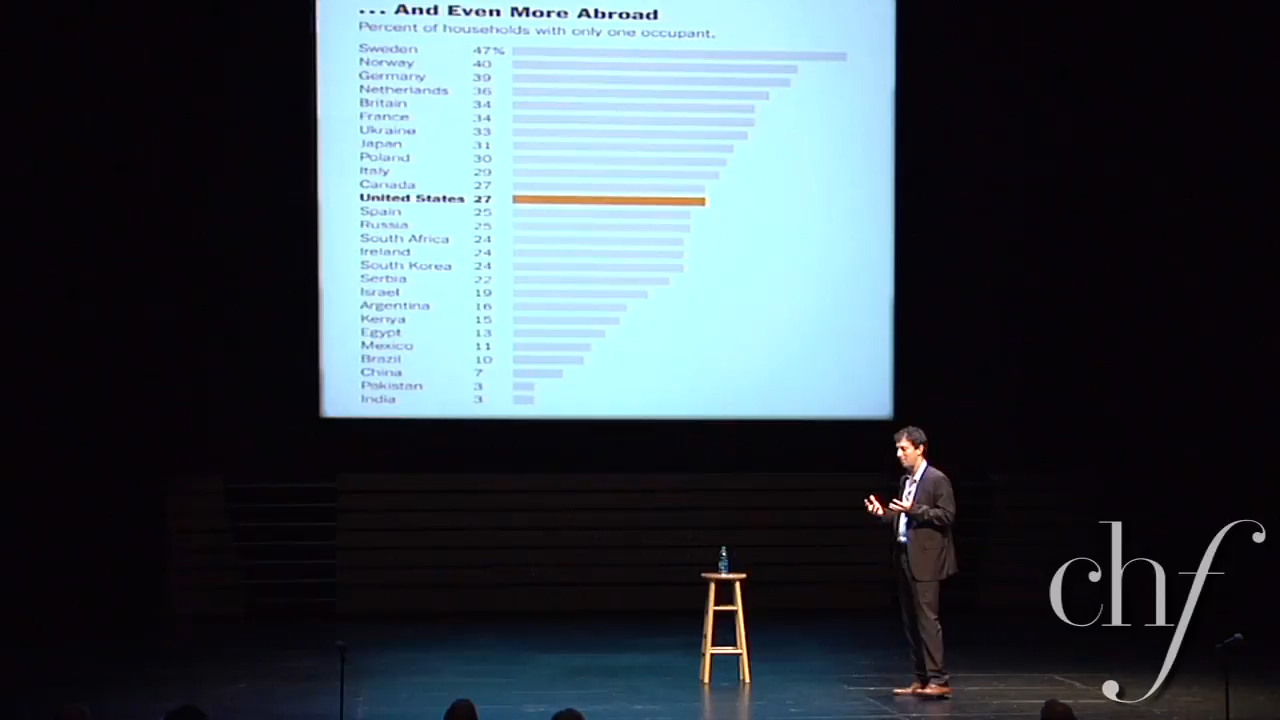 ... And Even More Abroad
Percent of households with only one occupant.
Sweden 47%
Norway 40
Germany 39
Netherlands 36
Britain 34
France 34
Ukraine 33
Japan 31
Poland 30
Italy 29
Canada 27
United States 27
Spain 25
Russia 25
South Africa 24
Ireland 24
South Korea 24
Serbia 22
Israel 19
Argentina 16
Kenya 15
Egypt 13
Mexico 11
Brazil 10
China 7
Pakistan 3
India 3
chf